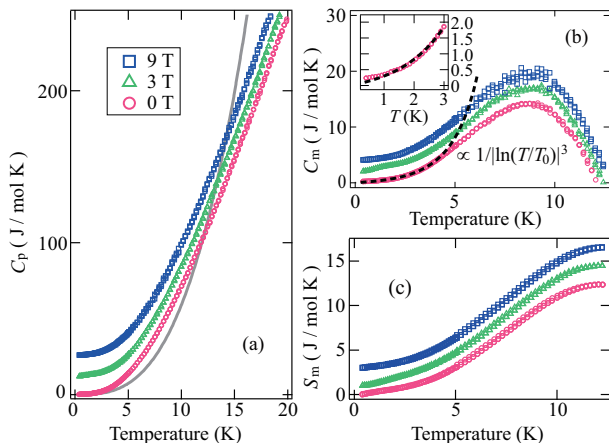 200
100
0
C_p ( J / mol K )
9 T
3 T
0 T
(a)
0 5 10 15 20
Temperature (K)
30
20
10
0
C_m ( J / mol K )
2.0
1.5
1.0
0.5
0.0
1 2 3
T (K)
(b)
∝ 1/|ln(T/T_0)|^3
5 10
Temperature (K)
15
10
5
0
S_m ( J / mol K )
(c)
5 10
Temperature (K)